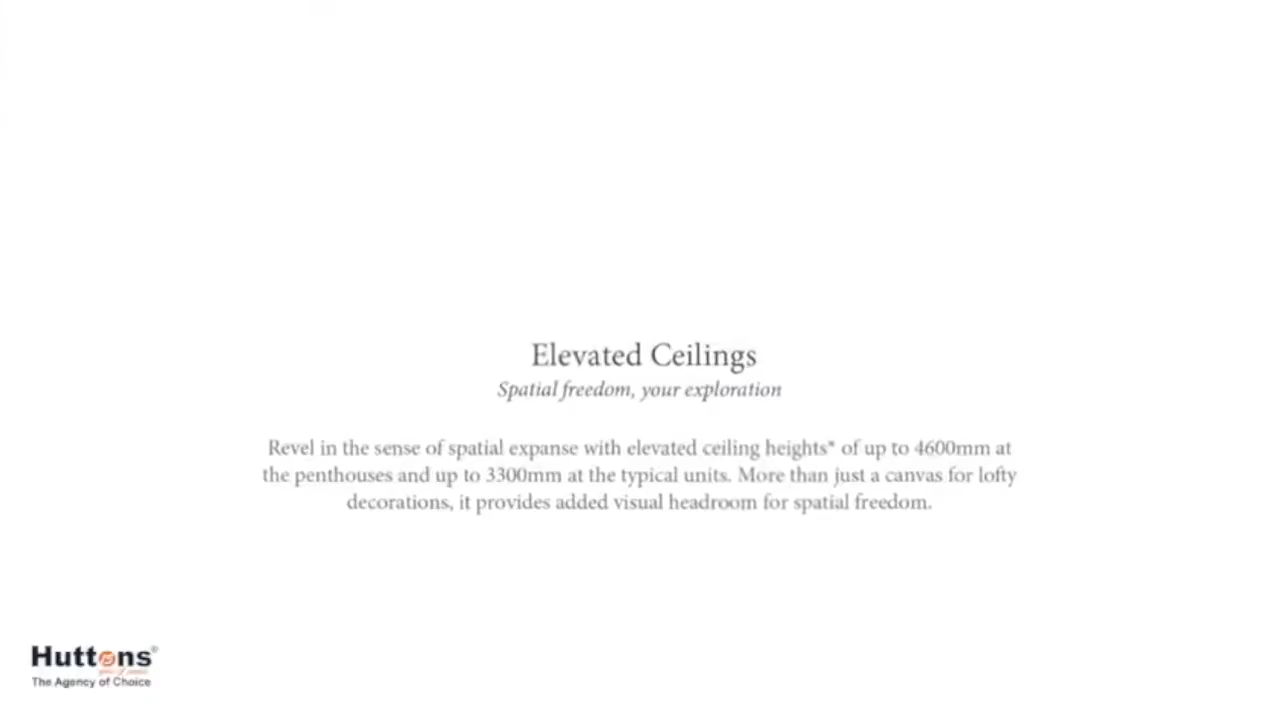 Elevated Ceilings
Spatial freedom, your exploration
Revel in the sense of spatial expanse with elevated ceiling heights* of up to 4600mm at
the penthouses and up to 3300mm at the typical units. More than just a canvas for lofty
decorations, it provides added visual headroom for spatial freedom.
Huttons®
The Agency of Choice